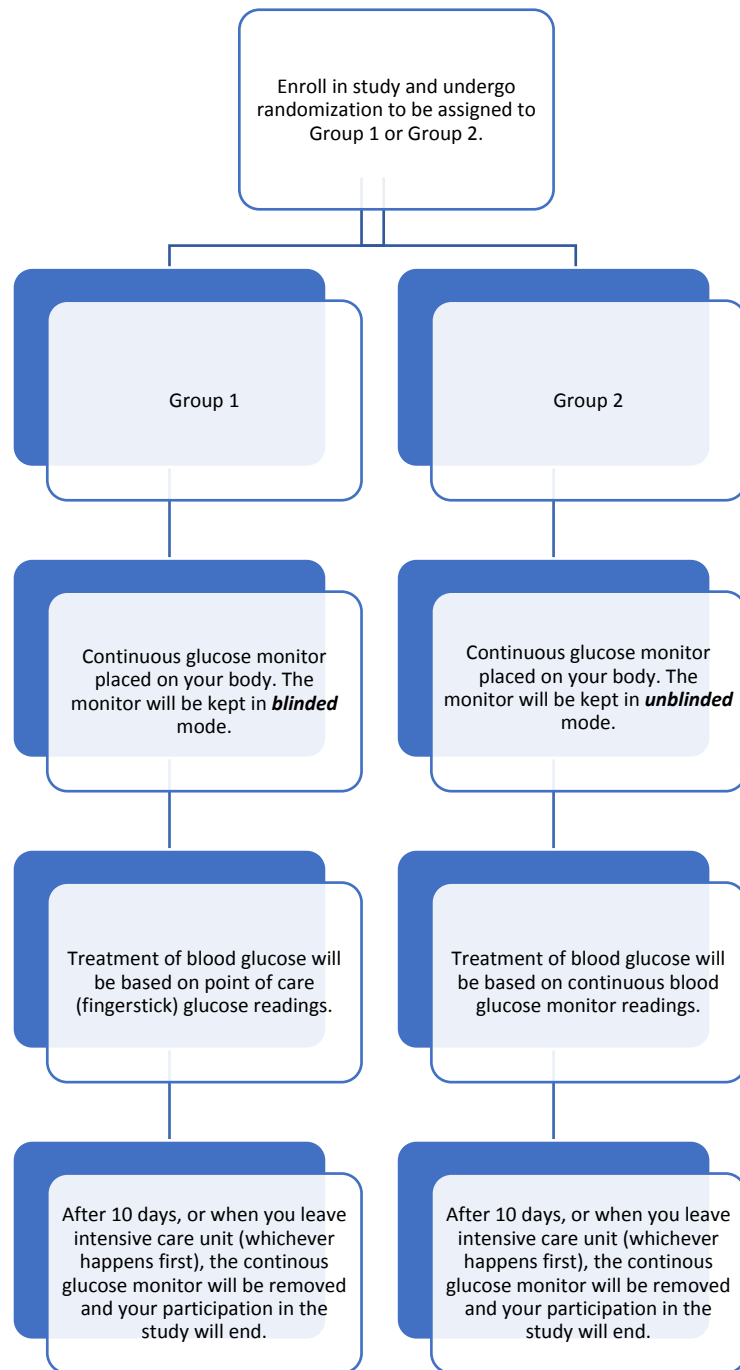 Enroll in study and undergo
randomization to be assigned to
Group 1 or Group 2.
Group 1
Group 2
Continuous glucose monitor
placed on your body. The
monitor will be kept in blinded
mode.
Continuous glucose monitor
placed on your body. The
monitor will be kept in unblinded
mode.
Treatment of blood glucose will
be based on point of care
(fingerstick) glucose readings.
Treatment of blood glucose will
be based on continuous blood
glucose monitor readings.
After 10 days, or when you leave
intensive care unit (whichever
happens first), the continous
glucose monitor will be removed
and your participation in the
study will end.
After 10 days, or when you leave
intensive care unit (whichever
happens first), the continous
glucose monitor will be removed
and your participation in the
study will end.